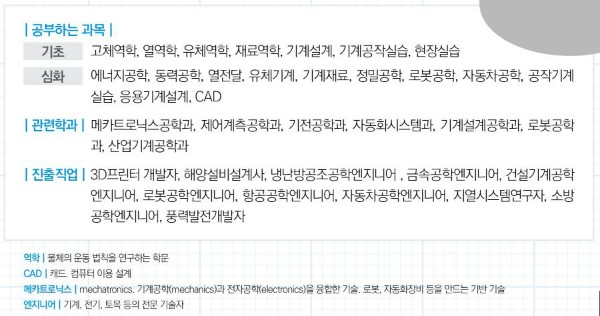 | 공부하는 과목 |
기초 고체역학, 열역학, 유체역학, 재료역학, 기계설계, 기계공작실습, 현장실습
심화 에너지공학, 동력공학, 열전달, 유체기계, 기계재료, 정밀공학, 로봇공학, 자동차공학, 공작기계
실습, 응용기계설계, CAD
| 관련학과 | 메카트로닉스공학과, 제어계측공학과, 기전공학과, 자동화시스템과, 기계설계공학과, 로봇공학
과, 산업기계공학과
| 진출직업 | 3D프린터 개발자, 해양설비설계사, 냉난방공조공학엔지니어 , 금속공학엔지니어, 건설기계공학
엔지니어, 로봇공학엔지니어, 항공공학엔지니어, 자동차공학엔지니어, 지열시스템연구자, 소방
공학엔지니어, 풍력발전개발자
역학 | 물체의 운동 법칙을 연구하는 학문
CAD | 캐드. 컴퓨터 이용 설계
메카트로닉스 | mechatronics. 기계공학(mechanics)과 전자공학(electronics)을 융합한 기술. 로봇, 자동화장비 등을 만드는 기반 기술
엔지니어 | 기계, 전기, 토목 등의 전문 기술자